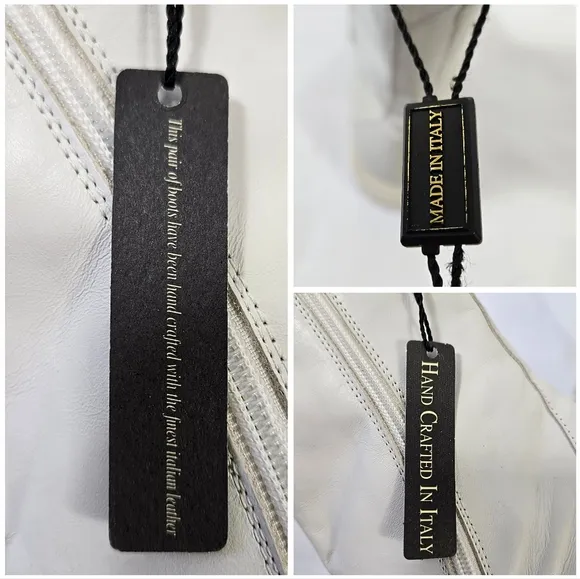 This pair of boots have been hand crafted with the finest italian leather
MADE IN ITALY
HAND CRAFTED IN ITALY